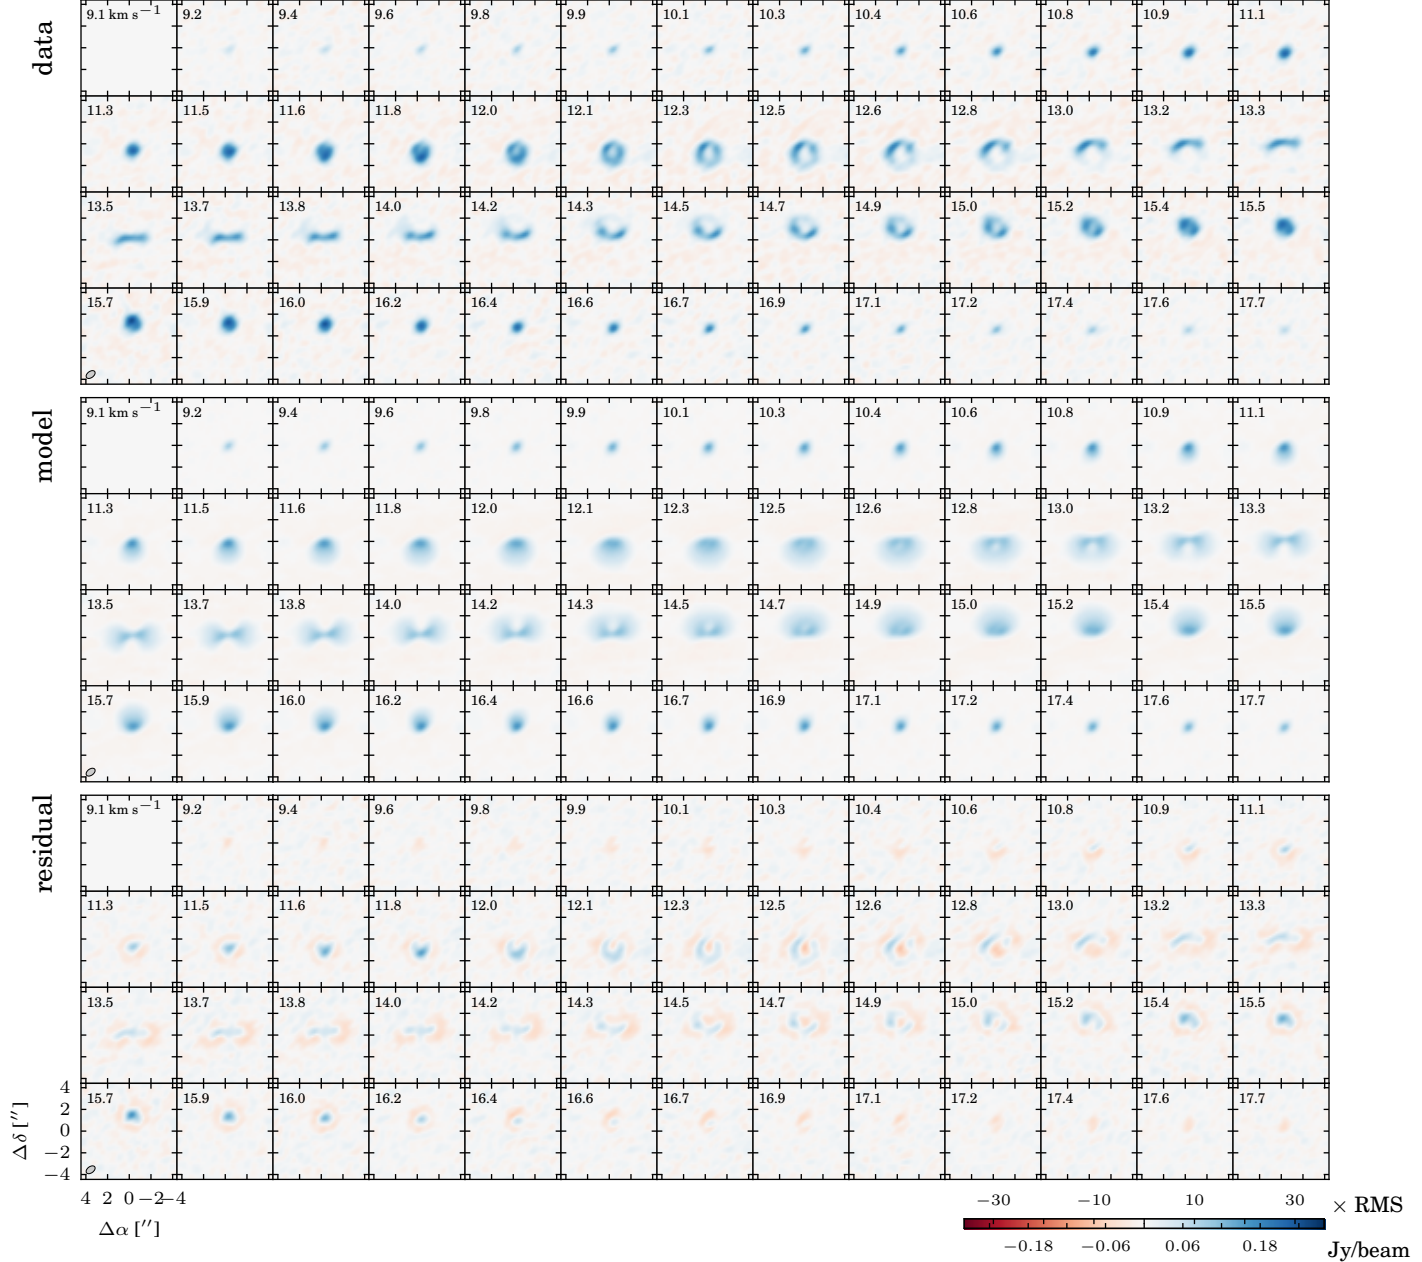 data
9.1 km s−1 9.2 9.4 9.6 9.8 9.9 10.1 10.3 10.4 10.6 10.8 10.9 11.1
11.3 11.5 11.6 11.8 12.0 12.1 12.3 12.5 12.6 12.8 13.0 13.2 13.3
13.5 13.7 13.8 14.0 14.2 14.3 14.5 14.7 14.9 15.0 15.2 15.4 15.5
15.7 15.9 16.0 16.2 16.4 16.6 16.7 16.9 17.1 17.2 17.4 17.6 17.7
model
9.1 km s−1 9.2 9.4 9.6 9.8 9.9 10.1 10.3 10.4 10.6 10.8 10.9 11.1
11.3 11.5 11.6 11.8 12.0 12.1 12.3 12.5 12.6 12.8 13.0 13.2 13.3
13.5 13.7 13.8 14.0 14.2 14.3 14.5 14.7 14.9 15.0 15.2 15.4 15.5
15.7 15.9 16.0 16.2 16.4 16.6 16.7 16.9 17.1 17.2 17.4 17.6 17.7
residual
9.1 km s−1 9.2 9.4 9.6 9.8 9.9 10.1 10.3 10.4 10.6 10.8 10.9 11.1
11.3 11.5 11.6 11.8 12.0 12.1 12.3 12.5 12.6 12.8 13.0 13.2 13.3
13.5 13.7 13.8 14.0 14.2 14.3 14.5 14.7 14.9 15.0 15.2 15.4 15.5
15.7 15.9 16.0 16.2 16.4 16.6 16.7 16.9 17.1 17.2 17.4 17.6 17.7
4
2
0
−2
−4
Δδ [′′]
4 2 0 −2 −4
Δα [′′]
−30 −10 10 30 × RMS
−0.18 −0.06 0.06 0.18 Jy/beam